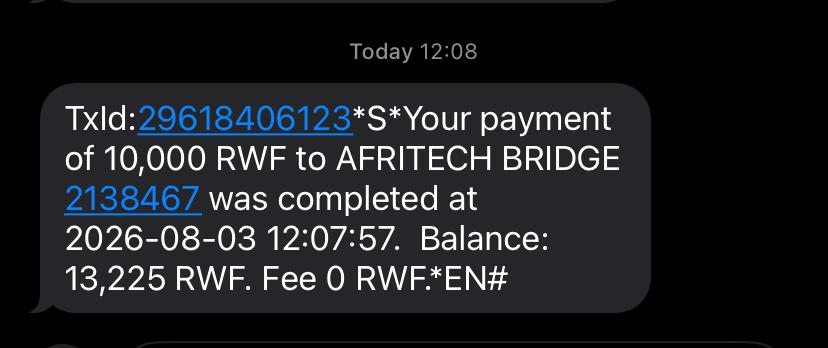 Today 12:08
TxId:29618406123*S*Your payment
of 10,000 RWF to AFRITECH BRIDGE
2138467 was completed at
2026-08-03 12:07:57.  Balance:
13,225 RWF. Fee 0 RWF.*EN#